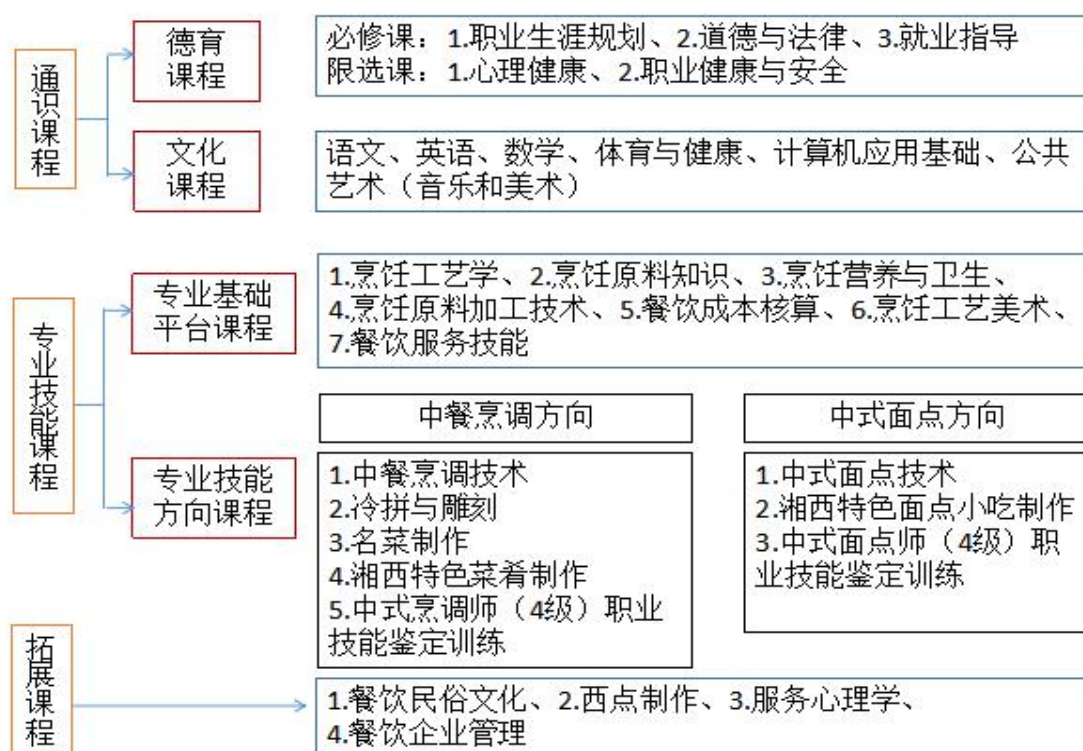 通识课程
德育
课程
必修课：1.职业生涯规划、2.道德与法律、3.就业指导
限选课：1.心理健康、2.职业健康与安全
文化
课程
语文、英语、数学、体育与健康、计算机应用基础、公共
艺术（音乐和美术）
专业技能课程
专业基础
平台课程
1.烹饪工艺学、2.烹饪原料知识、3.烹饪营养与卫生、
4.烹饪原料加工技术、5.餐饮成本核算、6.烹饪工艺美术、
7.餐饮服务技能
专业技能
方向课程
中餐烹调方向
1.中餐烹调技术
2.冷拼与雕刻
3.名菜制作
4.湘西特色菜肴制作
5.中式烹调师（4级）职业
技能鉴定训练
中式面点方向
1.中式面点技术
2.湘西特色面点小吃制作
3.中式面点师（4级）职
业技能鉴定训练
拓展课程
1.餐饮民俗文化、2.西点制作、3.服务心理学、
4.餐饮企业管理